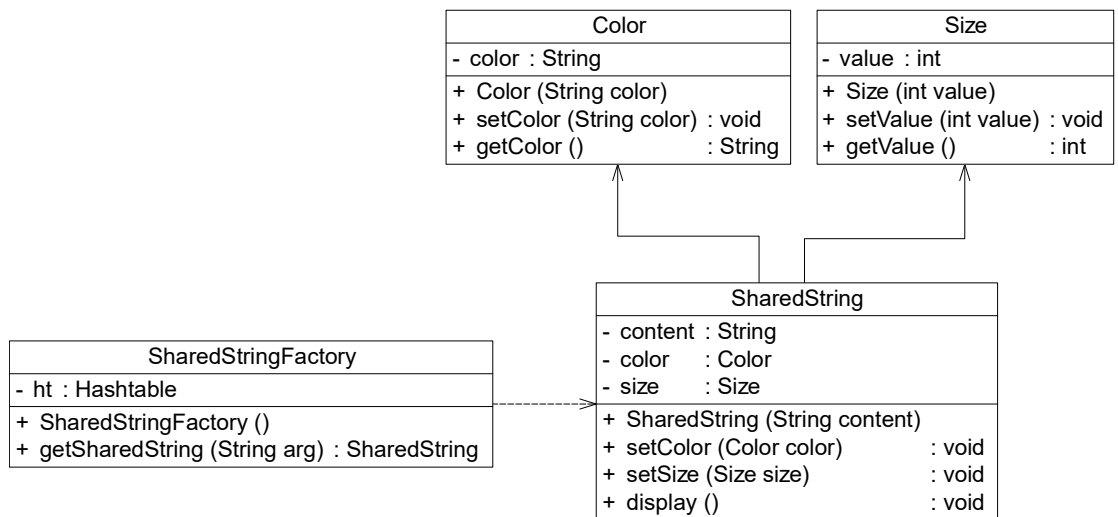 Color
- color : String
+ Color (String color)
+ setColor (String color) : void
+ getColor () : String
Size
- value : int
+ Size (int value)
+ setValue (int value) : void
+ getValue () : int
SharedStringFactory
- ht : Hashtable
+ SharedStringFactory ()
+ getSharedString (String arg) : SharedString
SharedString
- content : String
- color : Color
- size : Size
+ SharedString (String content)
+ setColor (Color color) : void
+ setSize (Size size) : void
+ display () : void